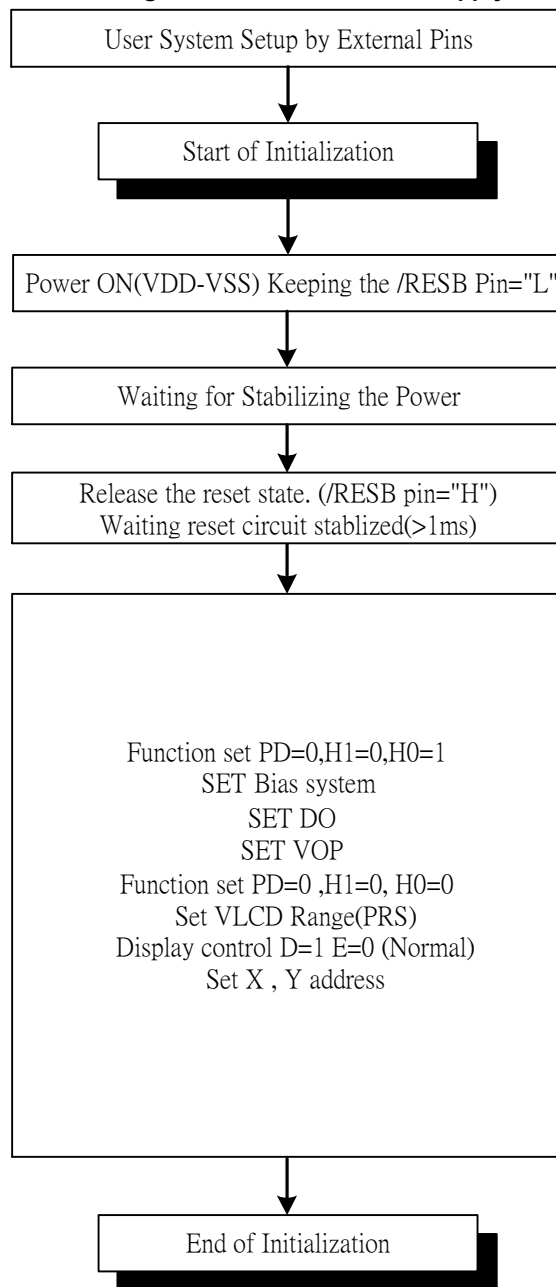 User System Setup by External Pins
Start of Initialization
Power ON(VDD-VSS) Keeping the /RESB Pin="L"
Waiting for Stabilizing the Power
Release the reset state. (/RESB pin="H")
Waiting reset circuit stablized(>1ms)
Function set PD=0,H1=0,H0=1
SET Bias system
SET DO
SET VOP
Function set PD=0 ,H1=0, H0=0
Set VLCD Range(PRS)
Display control D=1 E=0 (Normal)
Set X , Y address
End of Initialization